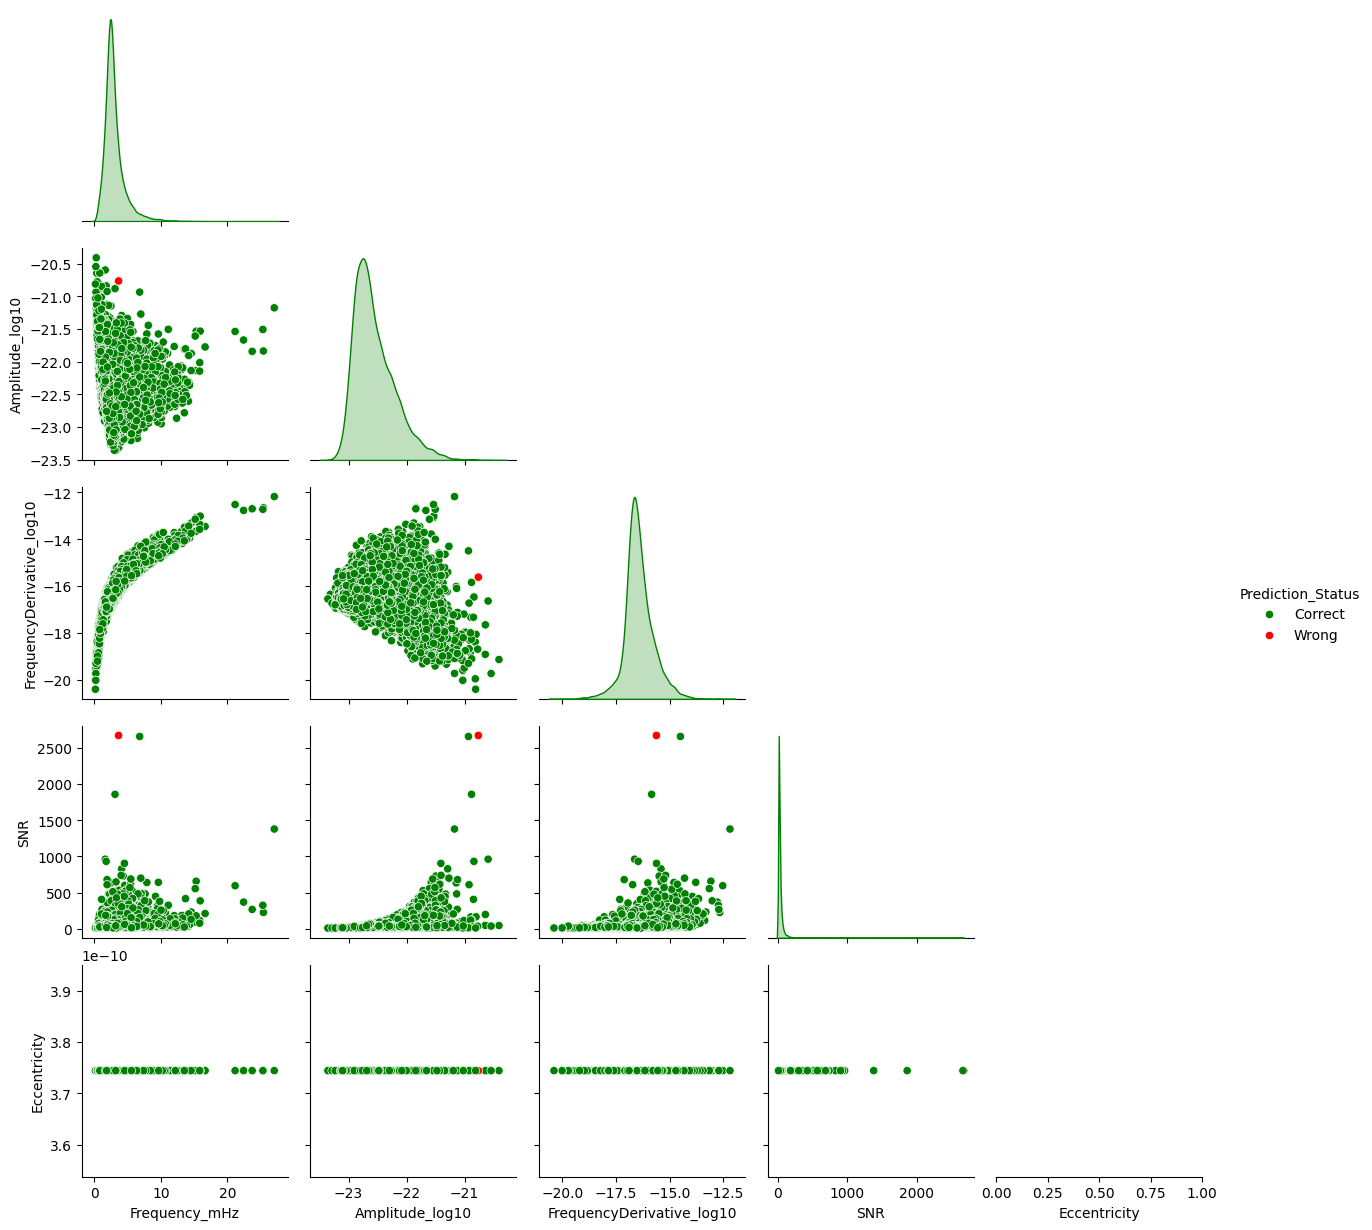 −20.5
−21.0
−21.5
−22.0
−22.5
−23.0
−23.5
Amplitude_log10
−12
−14
−16
−18
−20
FrequencyDerivative_log10
Prediction_Status
Correct
Wrong
2500
2000
1500
1000
500
0
SNR
1e−10
3.9
3.8
3.7
3.6
Eccentricity
0 20
Frequency_mHz
−23 −22 −21
Amplitude_log10
−20.0 −17.5 −15.0 −12.5
FrequencyDerivative_log10
0 1000 2000
SNR
0.00 0.25 0.50 0.75 1.00
Eccentricity